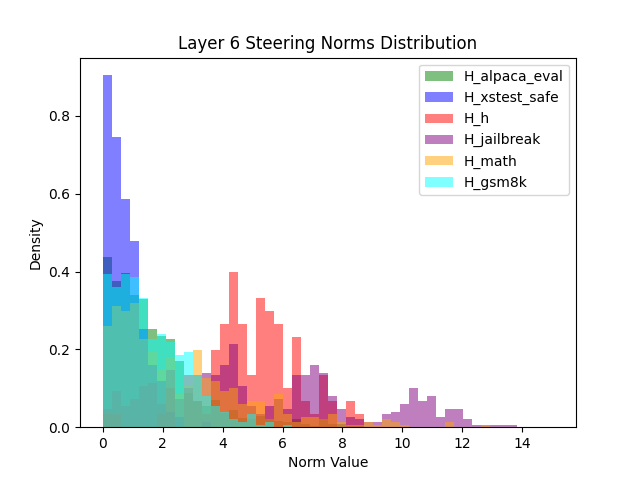 Layer 6 Steering Norms Distribution
H_alpaca_eval
H_xstest_safe
H_h
H_jailbreak
H_math
H_gsm8k
Density
0.8
0.6
0.4
0.2
0.0
0 2 4 6 8 10 12 14
Norm Value